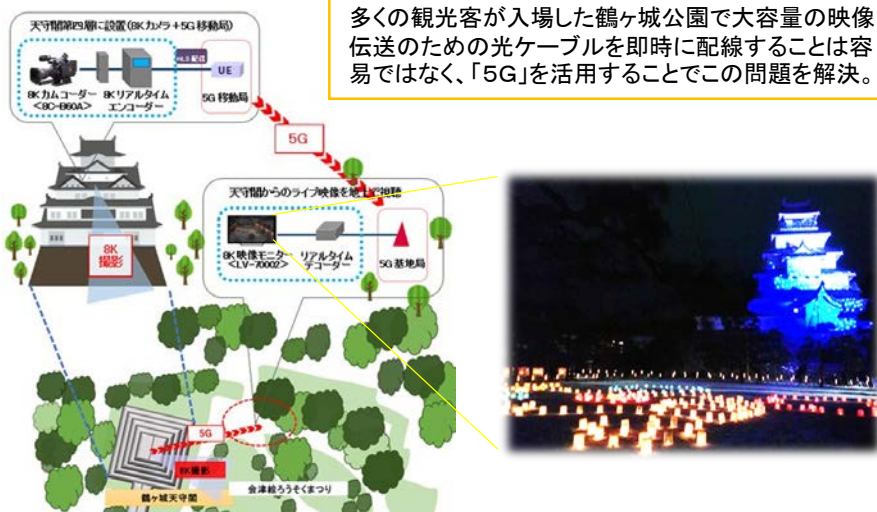 多くの観光客が入場した鶴ヶ城公園で大容量の映像
伝送のための光ケーブルを即時に配線することは容
易ではなく、「5G」を活用することでこの問題を解決。
天守閣第四層に設置(8Kカメラ+5G移動局)
HLS配信
UE
8Kカムコーダー
<8C-B60A>
8Kリアルタイム
エンコーダー
5G移動局
5G
天守閣からのライブ映像を地上で視聴
8K映像モニター
<LV-70002>
リアルタイム
デコーダー
5G基地局
8K
撮影
5G
8K撮影
鶴ヶ城天守閣
会津絵ろうそくまつり